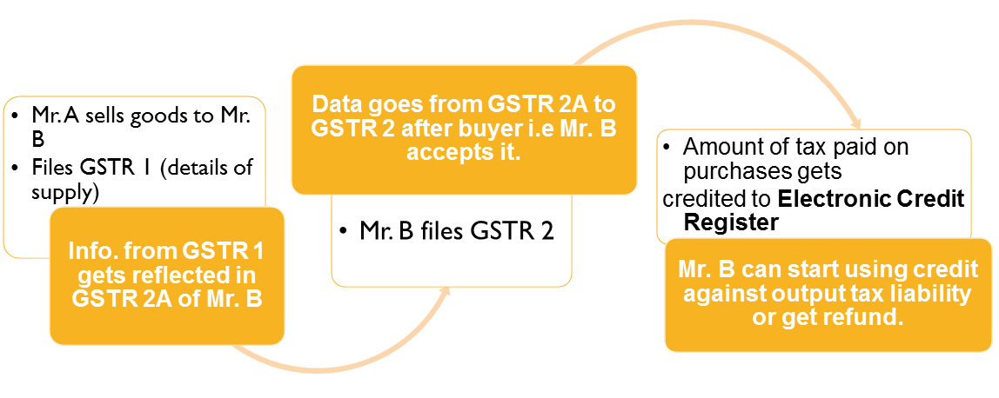 • Mr. A sells goods to Mr.
B
• Files GSTR 1 (details of
supply)
Info. from GSTR 1
gets reflected in
GSTR 2A of Mr. B
Data goes from GSTR 2A to
GSTR 2 after buyer i.e Mr. B
accepts it.
• Mr. B files GSTR 2
• Amount of tax paid on
purchases gets
credited to Electronic Credit
Register
Mr. B can start using credit
against output tax liability
or get refund.